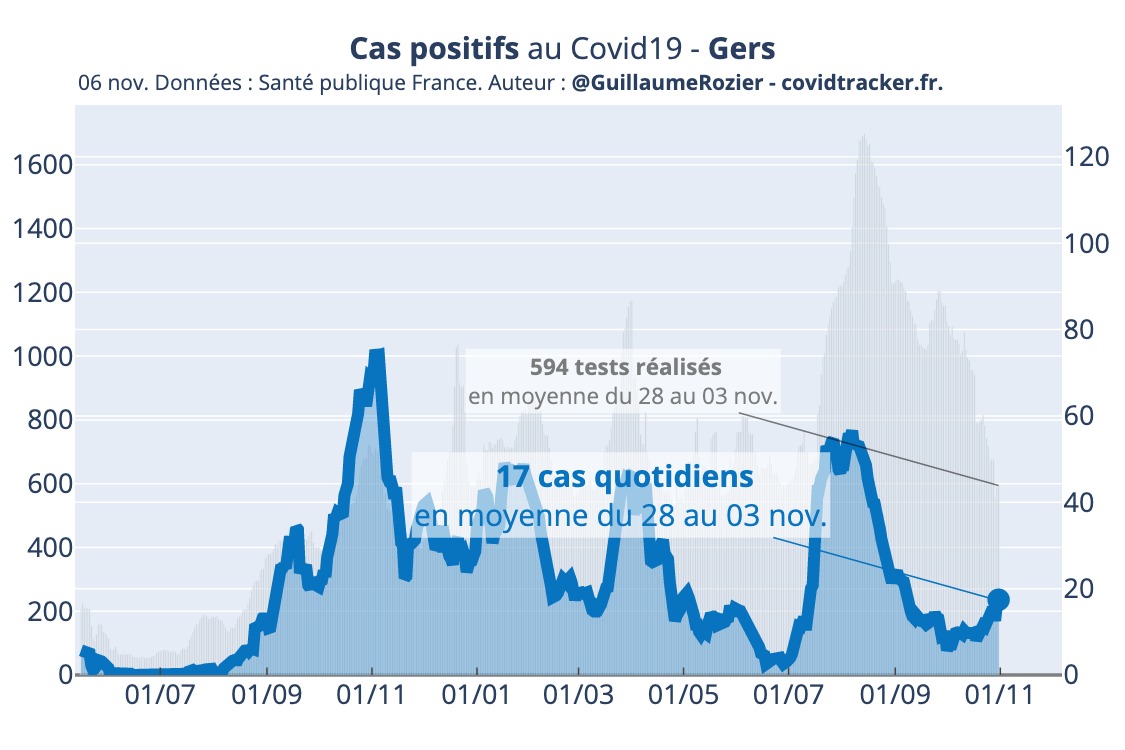 Cas positifs au Covid19 - Gers
06 nov. Données : Santé publique France. Auteur : @GuillaumeRozier - covidtracker.fr.
1600
1400
1200
1000
800
600
400
200
0
120
100
80
60
40
20
0
594 tests réalisés
en moyenne du 28 au 03 nov.
17 cas quotidiens
en moyenne du 28 au 03 nov.
01/07 01/09 01/11 01/01 01/03 01/05 01/07 01/09 01/11